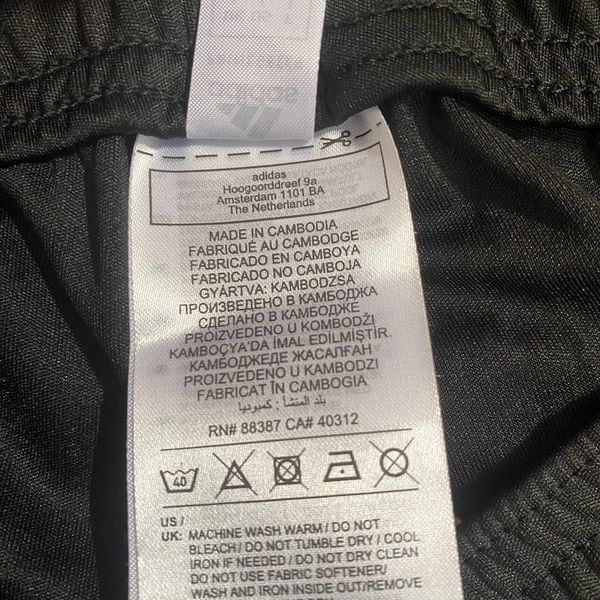 adidas
adidas
Hoogoorddreef 9a
Amsterdam 1101 BA
The Netherlands
MADE IN CAMBODIA
FABRIQUÉ AU CAMBODGE
FABRICADO EN CAMBOYA
FABRICADO NO CAMBOJA
GYÁRTVA: KAMBODZSA
ПРОИЗВЕДЕНО В КАМБОДЖА
СДЕЛАНО В КАМБОДЖЕ
PROIZVEDENO U KOMBODŽI
KAMBOÇYA'DA İMAL EDİLMİŞTİR.
КАМБОДЖЕДЕ ЖАСАЛҒАН
PROIZVEDENO U KAMBODZI
FABRICAT ÎN CAMBOGIA
بلد المنشأ : كمبوديا
RN# 88387 CA# 40312
40
US /
UK: MACHINE WASH WARM / DO NOT
BLEACH / DO NOT TUMBLE DRY / COOL
IRON IF NEEDED / DO NOT DRY CLEAN
DO NOT USE FABRIC SOFTENER/
WASH AND IRON INSIDE OUT/REMOVE